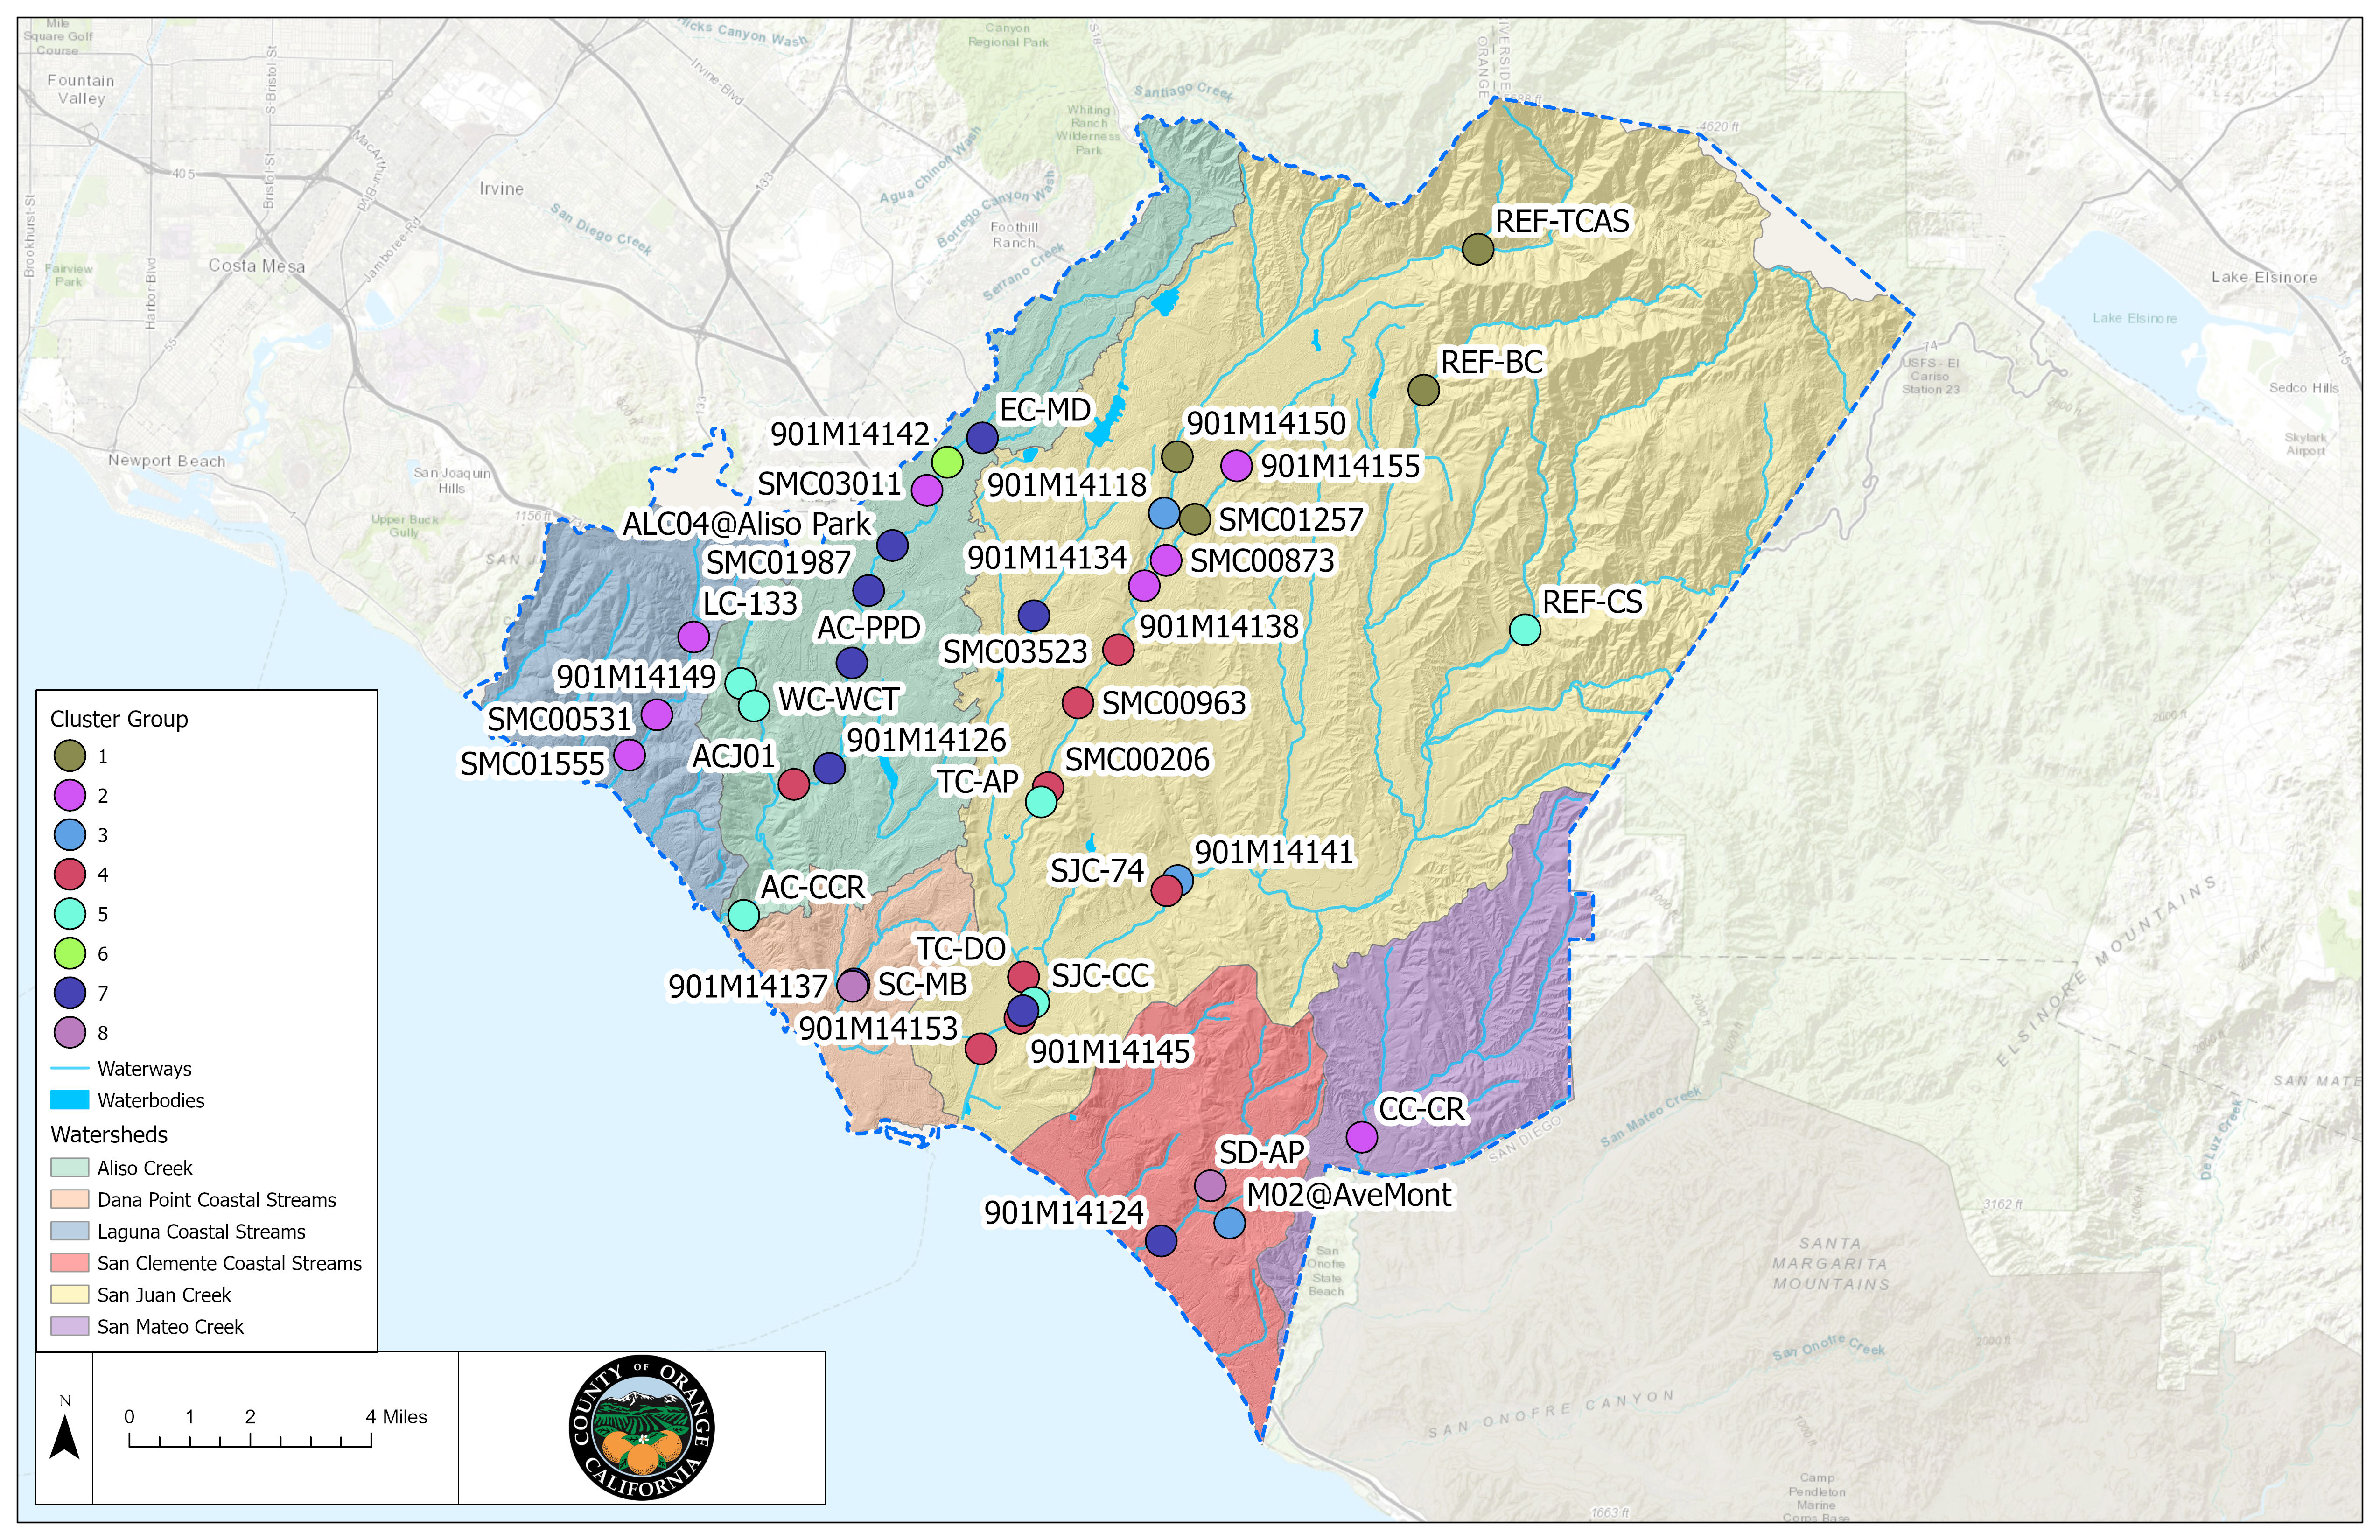 Mile
Square Golf
Course
Fountain
Valley
Brookhurst-St
Fairview
Park
Harbor Blvd
S Bristol St
Bristol St
MacArt
405
55
Costa Mesa
Jamboree Rd
Irvine
Irvine-Blvd
San Diego Creek
133
133
Hicks Canyon Wash
Canyon
Regional Park
S18
Santiago Creek
Whiting
Ranch
Wilderness
Park
Agua Chinon Wash
Borrego Canyon Wash
Foothill
Ranch
Serrano Creek
IVERSIDE
ORANGE
5688 ft
4620 ft
Lake Elsinore
Lake Elsinore
74
USFS - El
Cariso
Station 23
Sedco Hills
Skylark
Airport
15
Newport Beach
San Joaquin
Hills
Upper Buck
Gully
1156 ft
SAN
1
REF-TCAS
REF-BC
EC-MD
901M14142
901M14150
901M14155
SMC03011
901M14118
ALC04@Aliso Park
SMC01257
SMC01987
901M14134
SMC00873
LC-133
REF-CS
AC-PPD
901M14138
SMC03523
901M14149
WC-WCT
SMC00963
SMC00531
SMC01555
901M14126
ACJ01
SMC00206
TC-AP
901M14141
SJC-74
AC-CCR
TC-DO
SJC-CC
901M14137
SC-MB
901M14153
901M14145
CC-CR
SD-AP
M02@AveMont
901M14124
Cluster Group
1
2
3
4
5
6
7
8
Waterways
Waterbodies
Watersheds
Aliso Creek
Dana Point Coastal Streams
Laguna Coastal Streams
San Clemente Coastal Streams
San Juan Creek
San Mateo Creek
N
0 1 2 4 Miles
COUNTY OF ORANGE
CALIFORNIA
ELSINORE MOUNTAINS
SAN MATE
De Luz Creek
San Mateo Creek
SAN DIEGO
3162 ft
SANTA
MARGARITA
MOUNTAINS
San
Onofre
State
Beach
San Onofre Creek
2000 ft
SAN ONOFRE CANYON
Camp
Pendleton
Marine
Corps Base
1663 ft